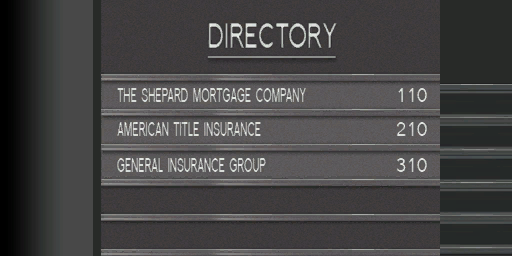 DIRECTORY
THE SHEPARD MORTGAGE COMPANY 110
AMERICAN TITLE INSURANCE 210
GENERAL INSURANCE GROUP 310